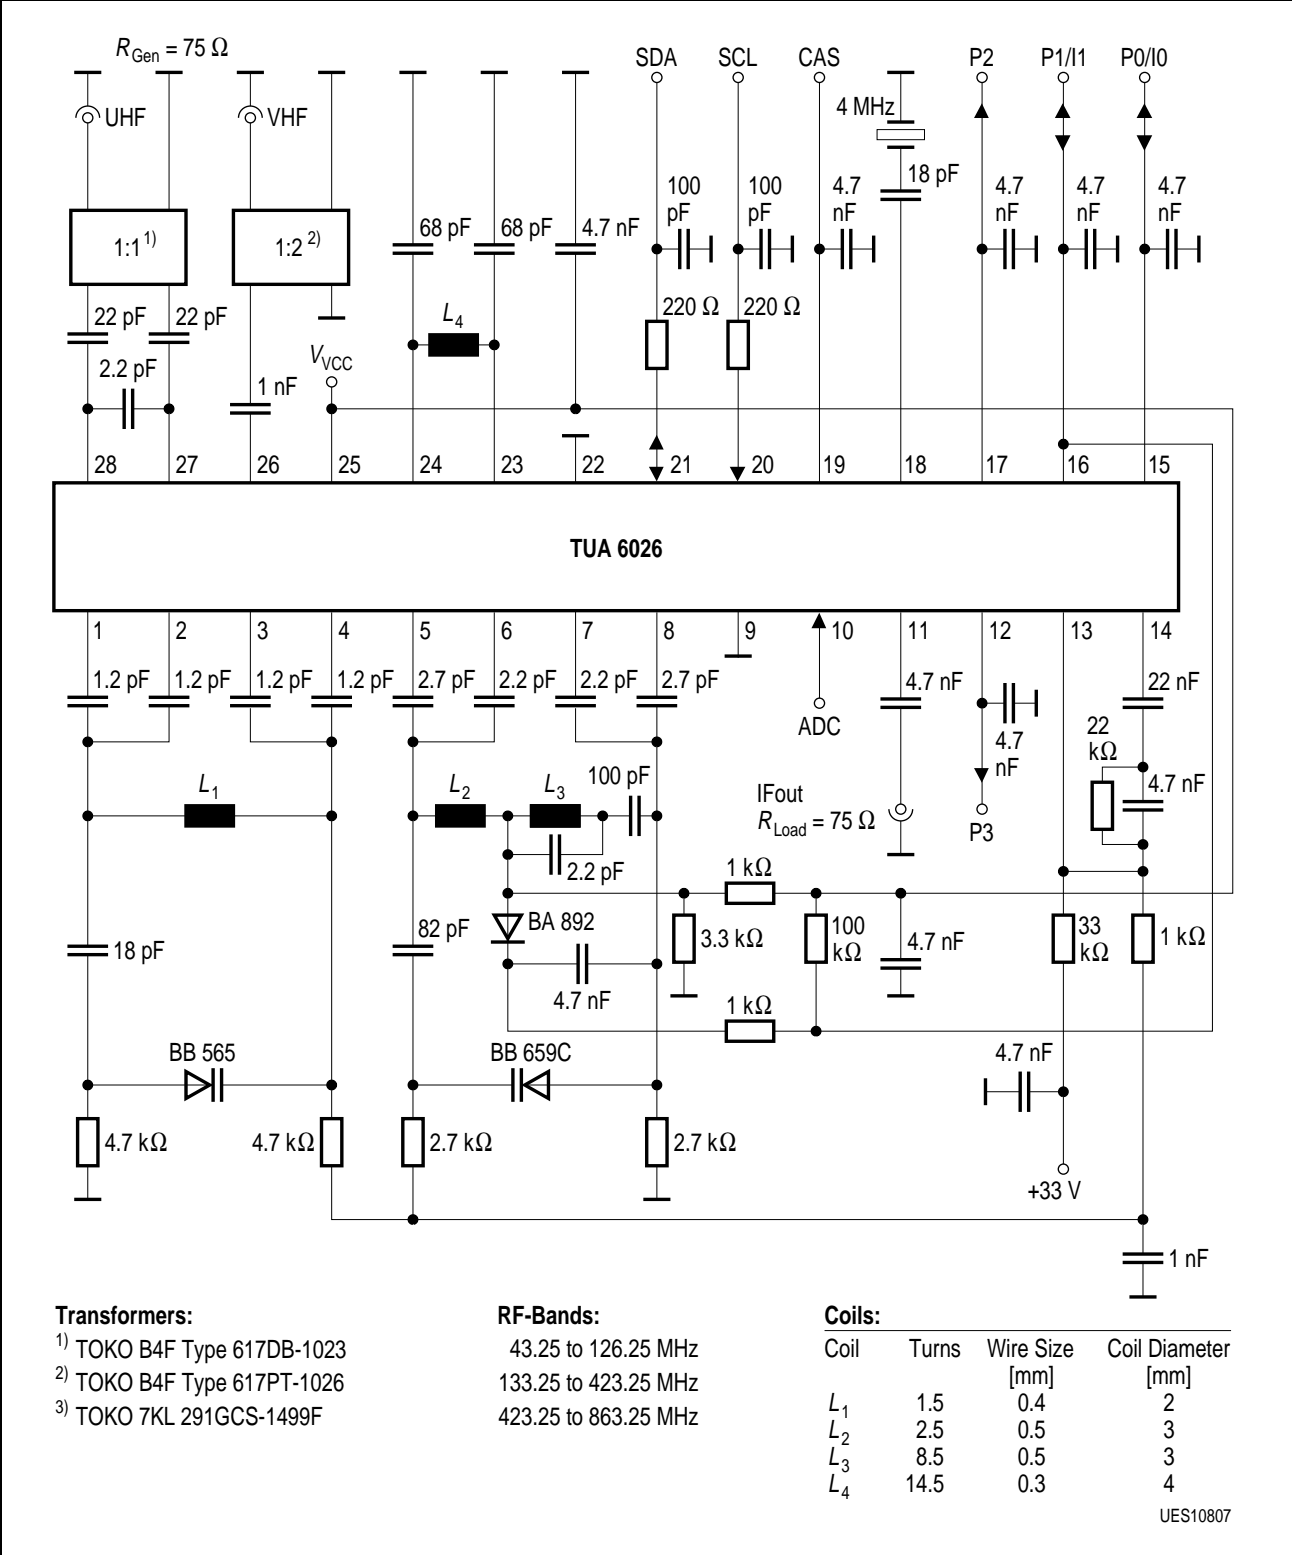 R_Gen = 75 Ω
SDA SCL CAS P2 P1/I1 P0/I0
UHF VHF 4 MHz
100 pF 100 pF 4.7 nF 18 pF 4.7 nF 4.7 nF 4.7 nF
1:1 1) 1:2 2) 68 pF 68 pF 4.7 nF
22 pF 22 pF L4 220 Ω 220 Ω
2.2 pF 1 nF V_VCC
28 27 26 25 24 23 22 21 20 19 18 17 16 15
TUA 6026
1 2 3 4 5 6 7 8 9 10 11 12 13 14
1.2 pF 1.2 pF 1.2 pF 1.2 pF 2.7 pF 2.2 pF 2.2 pF 2.7 pF 4.7 nF 22 nF
ADC 4.7 nF 22 kΩ
L1 L2 L3 100 pF IFout 4.7 nF
R_Load = 75 Ω P3
2.2 pF 1 kΩ
18 pF 82 pF BA 892 3.3 kΩ 100 kΩ 4.7 nF 33 kΩ 1 kΩ
4.7 nF 1 kΩ
BB 565 BB 659C 4.7 nF
4.7 kΩ 4.7 kΩ 2.7 kΩ 2.7 kΩ
+33 V
1 nF
Transformers:
1) TOKO B4F Type 617DB-1023
2) TOKO B4F Type 617PT-1026
3) TOKO 7KL 291GCS-1499F
RF-Bands:
43.25 to 126.25 MHz
133.25 to 423.25 MHz
423.25 to 863.25 MHz
Coils:
Coil Turns Wire Size [mm] Coil Diameter [mm]
L1 1.5 0.4 2
L2 2.5 0.5 3
L3 8.5 0.5 3
L4 14.5 0.3 4
UES10807